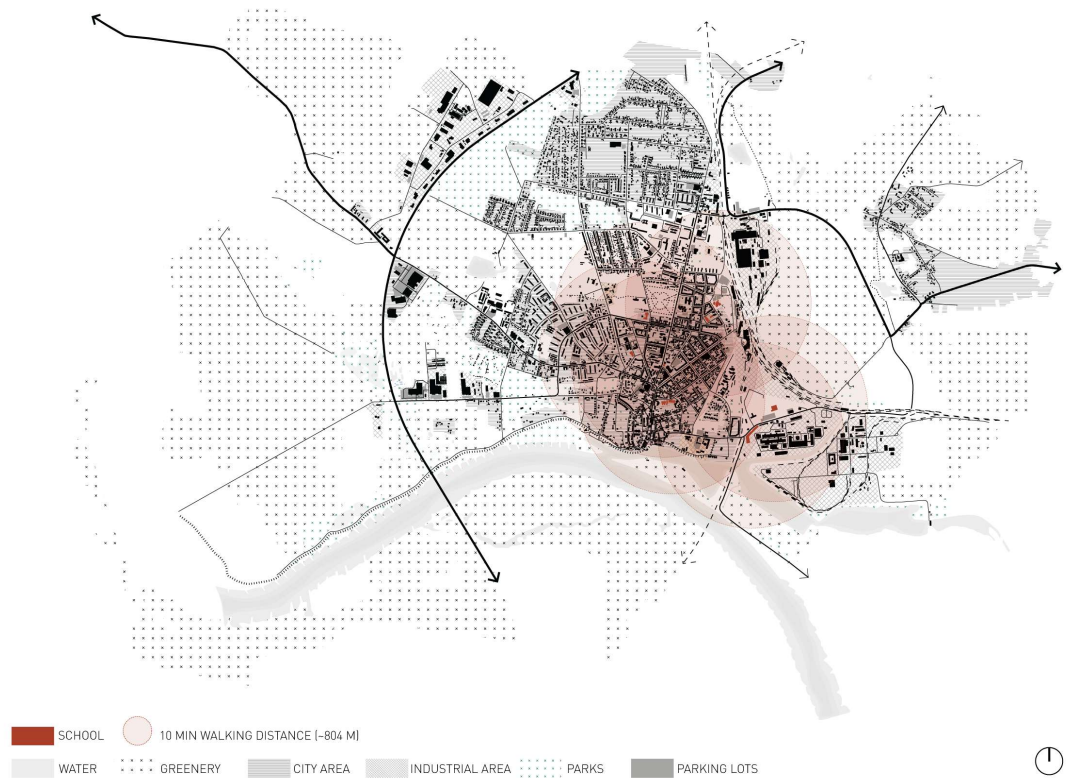 SCHOOL
10 MIN WALKING DISTANCE (~804 M)
WATER
GREENERY
CITY AREA
INDUSTRIAL AREA
PARKS
PARKING LOTS